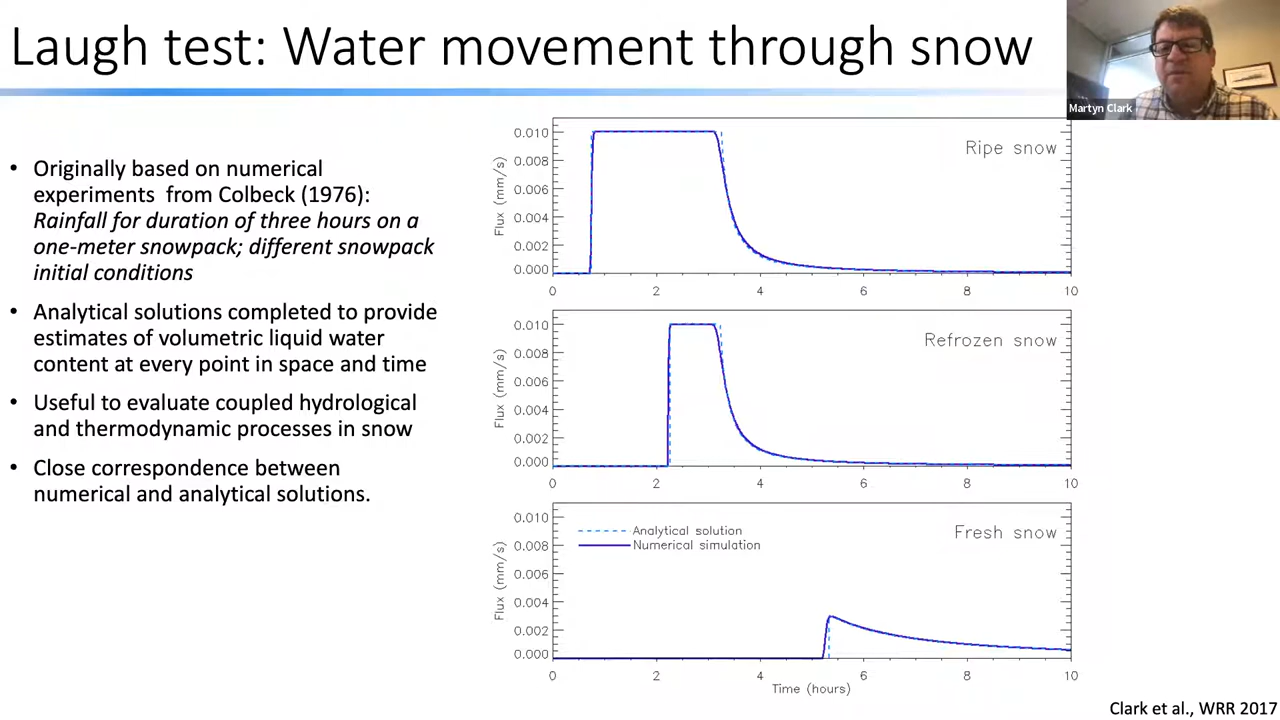 Laugh test: Water movement through snow
Martyn Clark
• Originally based on numerical
experiments from Colbeck (1976):
Rainfall for duration of three hours on a
one-meter snowpack; different snowpack
initial conditions
• Analytical solutions completed to provide
estimates of volumetric liquid water
content at every point in space and time
• Useful to evaluate coupled hydrological
and thermodynamic processes in snow
• Close correspondence between
numerical and analytical solutions.
Ripe snow
Flux (mm/s)
0.010
0.008
0.006
0.004
0.002
0.000
0 2 4 6 8 10
Refrozen snow
Flux (mm/s)
0.010
0.008
0.006
0.004
0.002
0.000
0 2 4 6 8 10
Fresh snow
Analytical solution
Numerical simulation
Flux (mm/s)
0.010
0.008
0.006
0.004
0.002
0.000
0 2 4 6 8 10
Time (hours)
Clark et al., WRR 2017